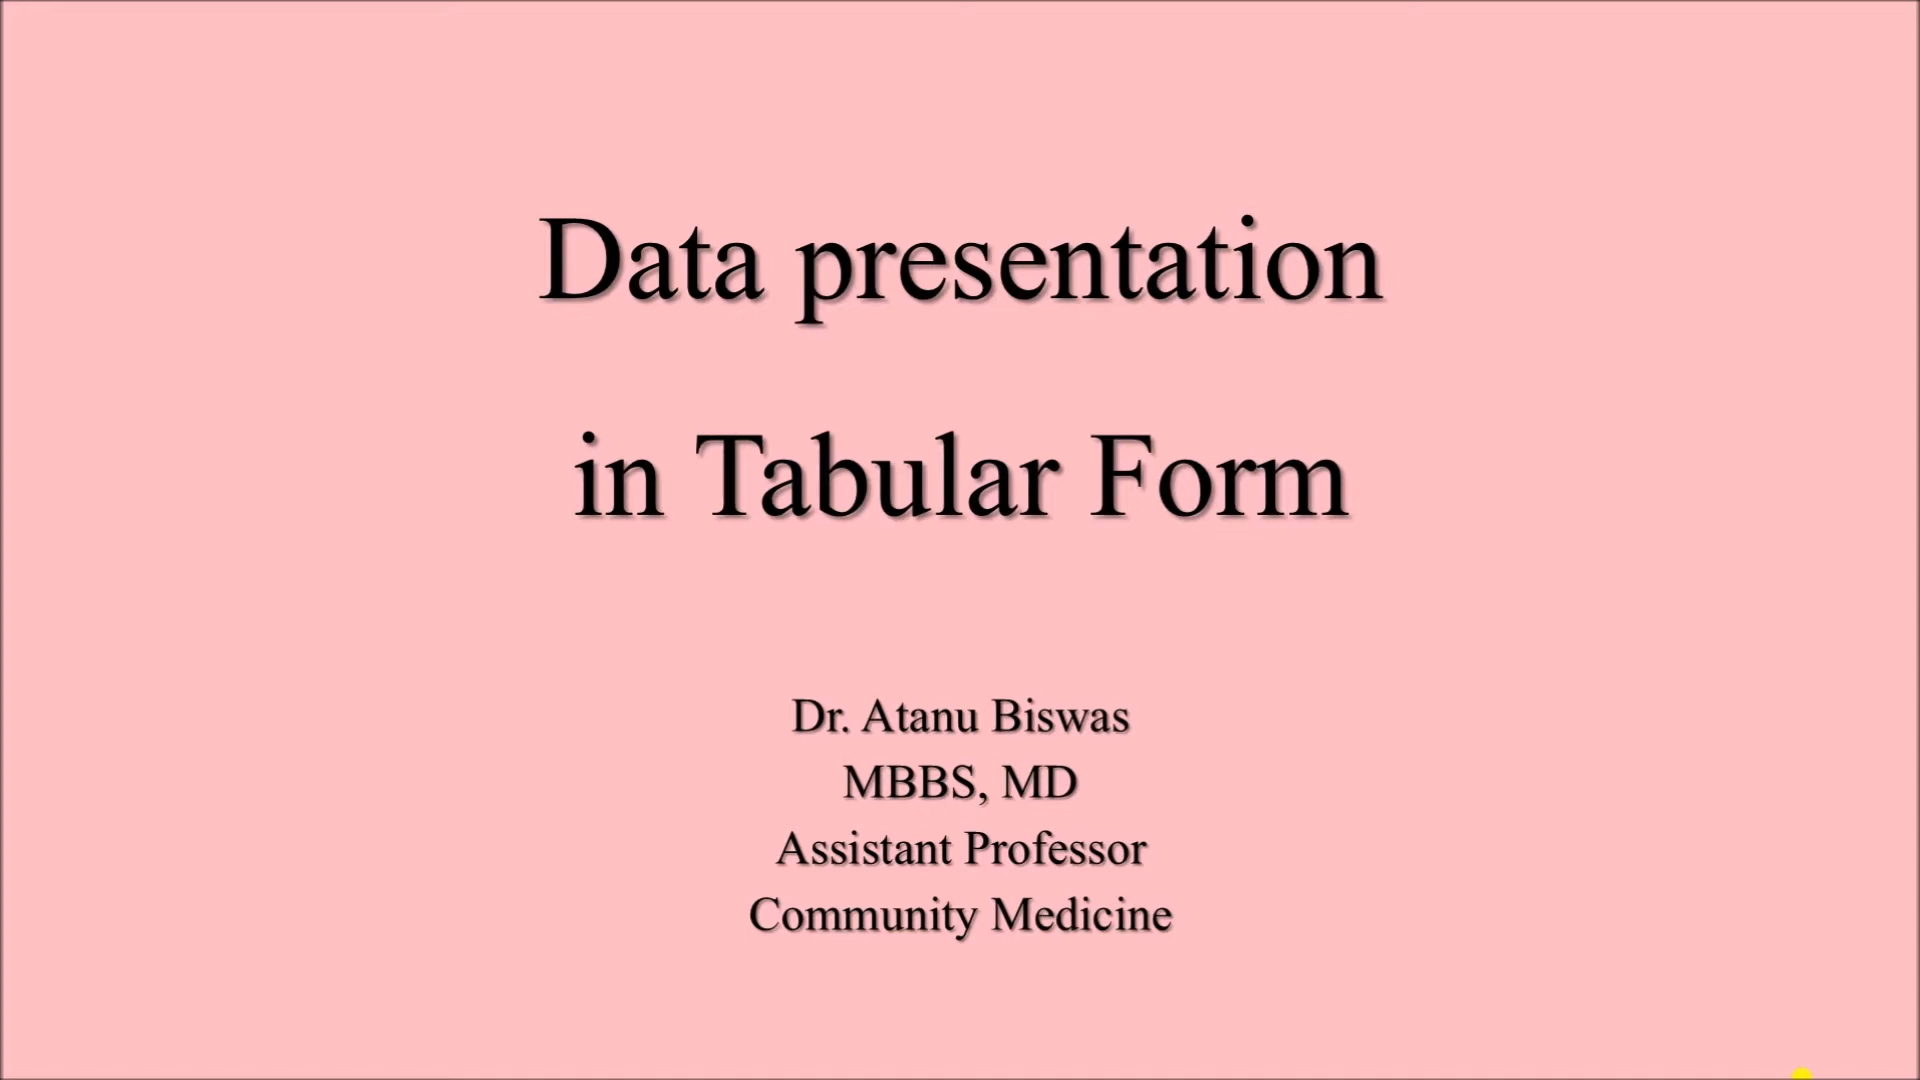 Data presentation
in Tabular Form
Dr. Atanu Biswas
MBBS, MD
Assistant Professor
Community Medicine